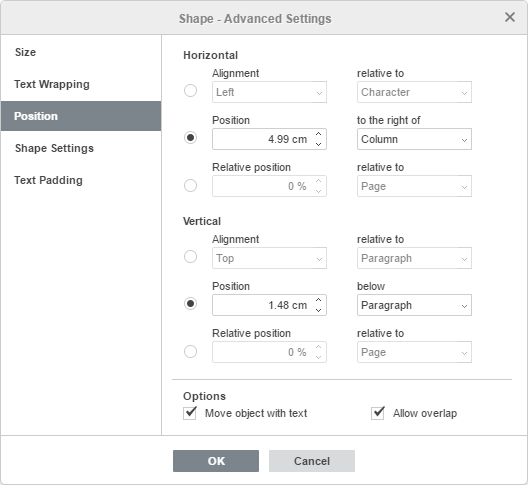 Shape - Advanced Settings
Size
Text Wrapping
Position
Shape Settings
Text Padding
Horizontal
Alignment relative to
Left Character
Position to the right of
4.99 cm Column
Relative position relative to
0 % Page
Vertical
Alignment relative to
Top Paragraph
Position below
1.48 cm Paragraph
Relative position relative to
0 % Page
Options
Move object with text Allow overlap
OK Cancel